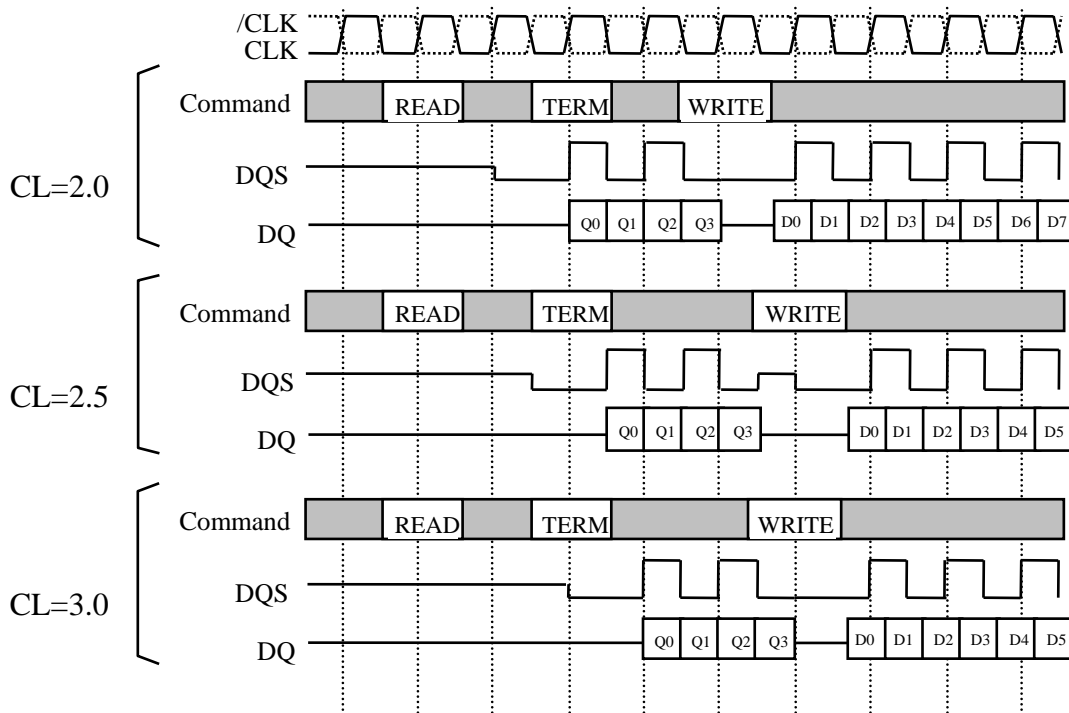 /CLK
CLK
CL=2.0
Command READ TERM WRITE
DQS
DQ Q0 Q1 Q2 Q3 D0 D1 D2 D3 D4 D5 D6 D7
CL=2.5
Command READ TERM WRITE
DQS
DQ Q0 Q1 Q2 Q3 D0 D1 D2 D3 D4 D5
CL=3.0
Command READ TERM WRITE
DQS
DQ Q0 Q1 Q2 Q3 D0 D1 D2 D3 D4 D5